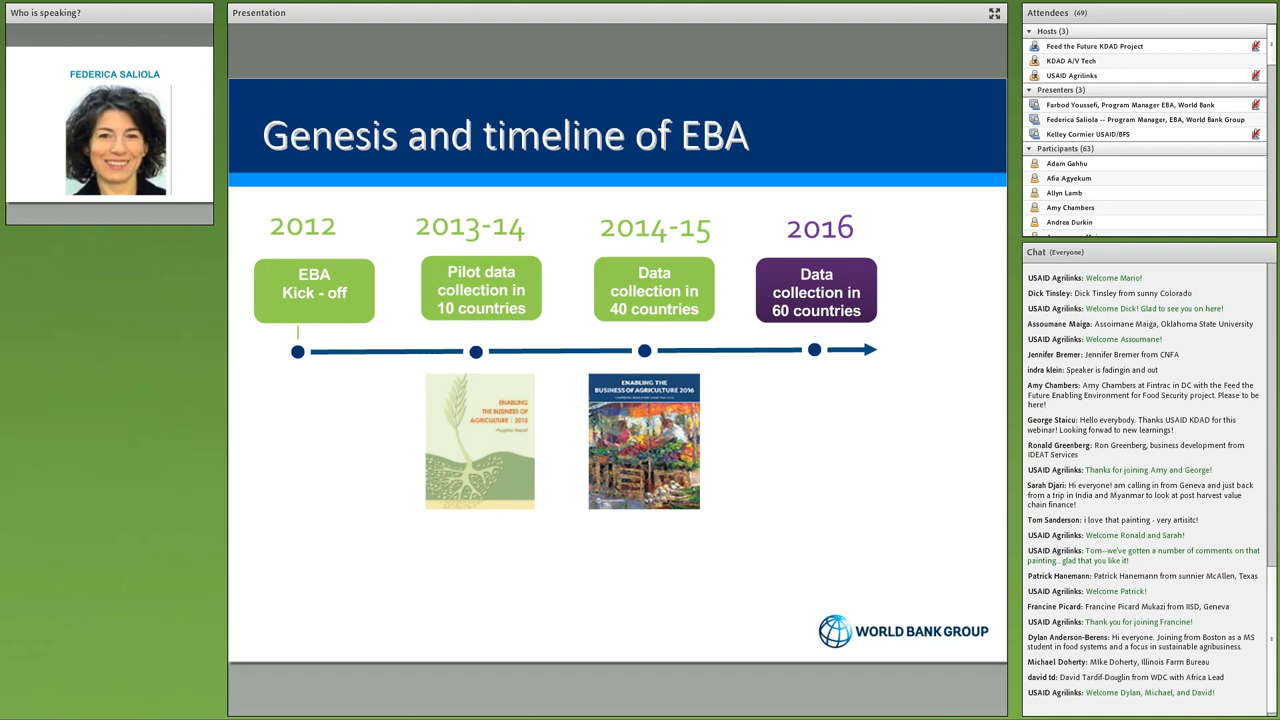 Who is speaking?
FEDERICA SALIOLA
Presentation
Genesis and timeline of EBA
2012
2013-14
2014-15
2016
EBA
Kick - off
Pilot data
collection in
10 countries
Data
collection in
40 countries
Data
collection in
60 countries
ENABLING
THE BUSINESS OF
AGRICULTURE
Progress Report
ENABLING THE
BUSINESS OF AGRICULTURE 2016
WORLD BANK GROUP
Attendees (69)
Hosts (3)
Feed the Future KDAD Project
KDAD A/V Tech
USAID Agrilinks
Presenters (3)
Farbod Youssefi, Program Manager EBA, World Bank
Federica Saliola -- Program Manager, EBA, World Bank Group
Kelley Cormier USAID/BFS
Participants (63)
Adam Gahhu
Afia Agyekum
Allyn Lamb
Amy Chambers
Andrea Durkin
Chat (Everyone)
USAID Agrilinks: Welcome Mario!
Dick Tinsley: Dick Tinsley from sunny Colorado
USAID Agrilinks: Welcome Dick! Glad to see you on here!
Assoumane Maiga: Assoimane Maiga, Oklahoma State University
USAID Agrilinks: Welcome Assoumane!
Jennifer Bremer: Jennifer Bremer from CNFA
indra klein: Speaker is fadingin and out
Amy Chambers: Amy Chambers at Fintrac in DC with the Feed the
Future Enabling Environment for Food Security project. Please to be
here!
George Staicu: Hello everybody. Thanks USAID KDAD for this
webinar! Looking forwad to new learnings!
Ronald Greenberg: Ron Greenberg, business development from
IDEAT Services
USAID Agrilinks: Thanks for joining Amy and George!
Sarah Djari: Hi everyone! am calling in from Geneva and just back
from a trip in India and Myanmar to look at post harvest value
chain finance!
Tom Sanderson: i love that painting - very artisitc!
USAID Agrilinks: Welcome Ronald and Sarah!
USAID Agrilinks: Tom--we've gotten a number of comments on that
painting...glad that you like it!
Patrick Hanemann: Patrick Hanemann from sunnier McAllen, Texas
USAID Agrilinks: Welcome Patrick!
Francine Picard: Francine Picard Mukazi from IISD, Geneva
USAID Agrilinks: Thank you for joining Francine!
Dylan Anderson-Berens: Hi everyone. Joining from Boston as a MS
student in food systems and a focus in sustainable agribusiness.
Michael Doherty: MIke Doherty, Illinois Farm Bureau
david td: David Tardif-Douglin from WDC with Africa Lead
USAID Agrilinks: Welcome Dylan, Michael, and David!